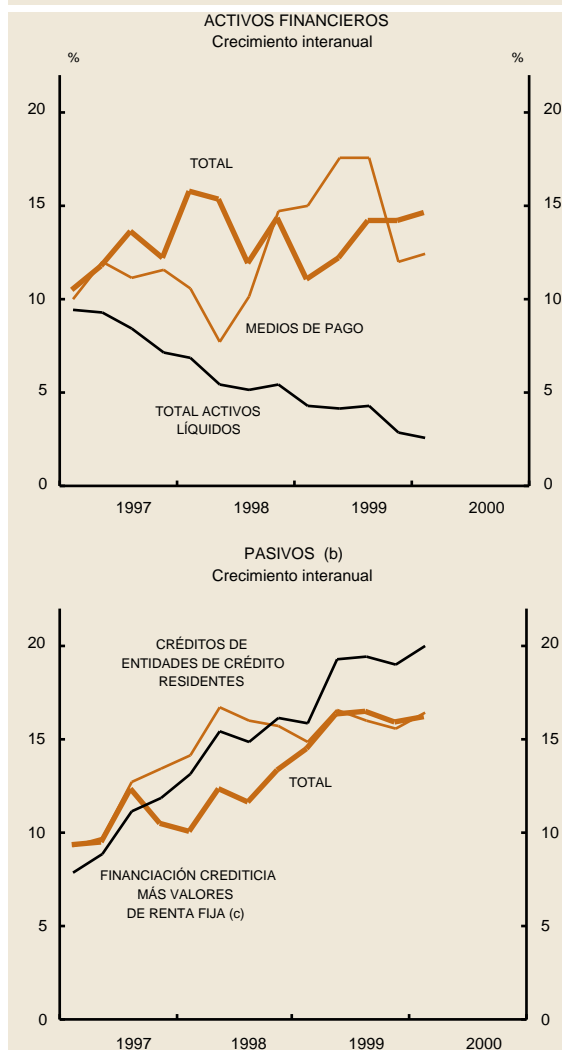 ACTIVOS FINANCIEROS
Crecimiento interanual
% %
20 20
TOTAL
15 15
10 10
MEDIOS DE PAGO
5 5
TOTAL ACTIVOS
LÍQUIDOS
0 0
1997 1998 1999 2000
PASIVOS (b)
Crecimiento interanual
20 20
CRÉDITOS DE
ENTIDADES DE CRÉDITO
RESIDENTES
15 15
TOTAL
10 10
FINANCIACIÓN CREDITICIA
MÁS VALORES
DE RENTA FIJA (c)
5 5
0 0
1997 1998 1999 2000